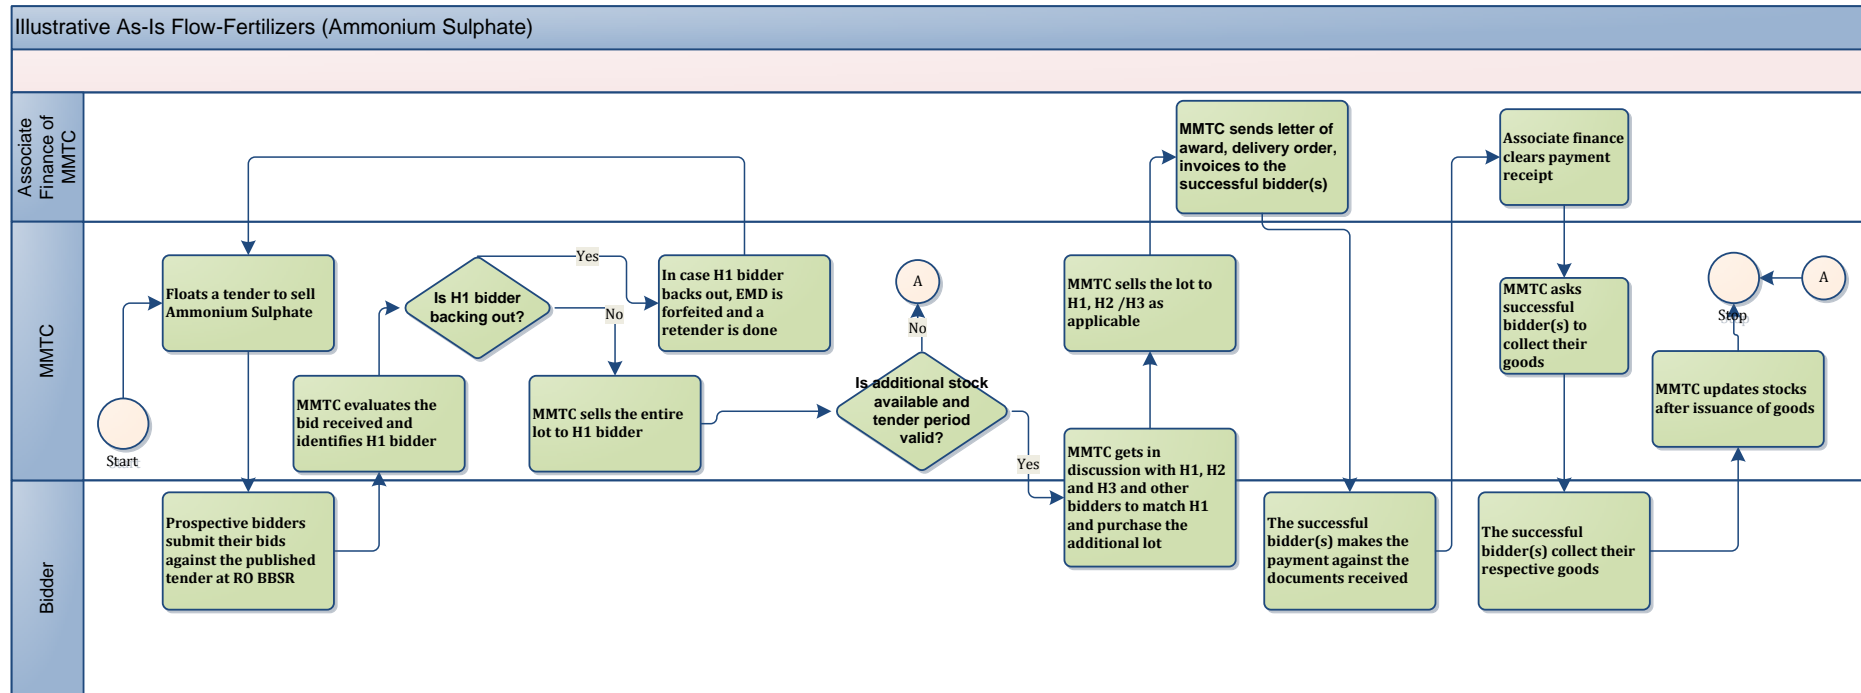 Illustrative As-Is Flow-Fertilizers (Ammonium Sulphate)
Associate
Finance of
MMTC
MMTC sends letter of
award, delivery order,
invoices to the
successful bidder(s)
Associate finance
clears payment
receipt
MMTC
Start
Floats a tender to sell
Ammonium Sulphate
MMTC evaluates the
bid received and
identifies H1 bidder
Is H1 bidder
backing out?
Yes
No
In case H1 bidder
backs out, EMD is
forfeited and a
retender is done
MMTC sells the entire
lot to H1 bidder
A
No
Is additional stock
available and
tender period
valid?
Yes
MMTC sells the lot to
H1, H2 /H3 as
applicable
MMTC gets in
discussion with H1, H2
and H3 and other
bidders to match H1
and purchase the
additional lot
MMTC asks
successful
bidder(s) to
collect their
goods
Stop
A
MMTC updates stocks
after issuance of goods
Bidder
Prospective bidders
submit their bids
against the published
tender at RO BBSR
The successful
bidder(s) makes the
payment against the
documents received
The successful
bidder(s) collect their
respective goods